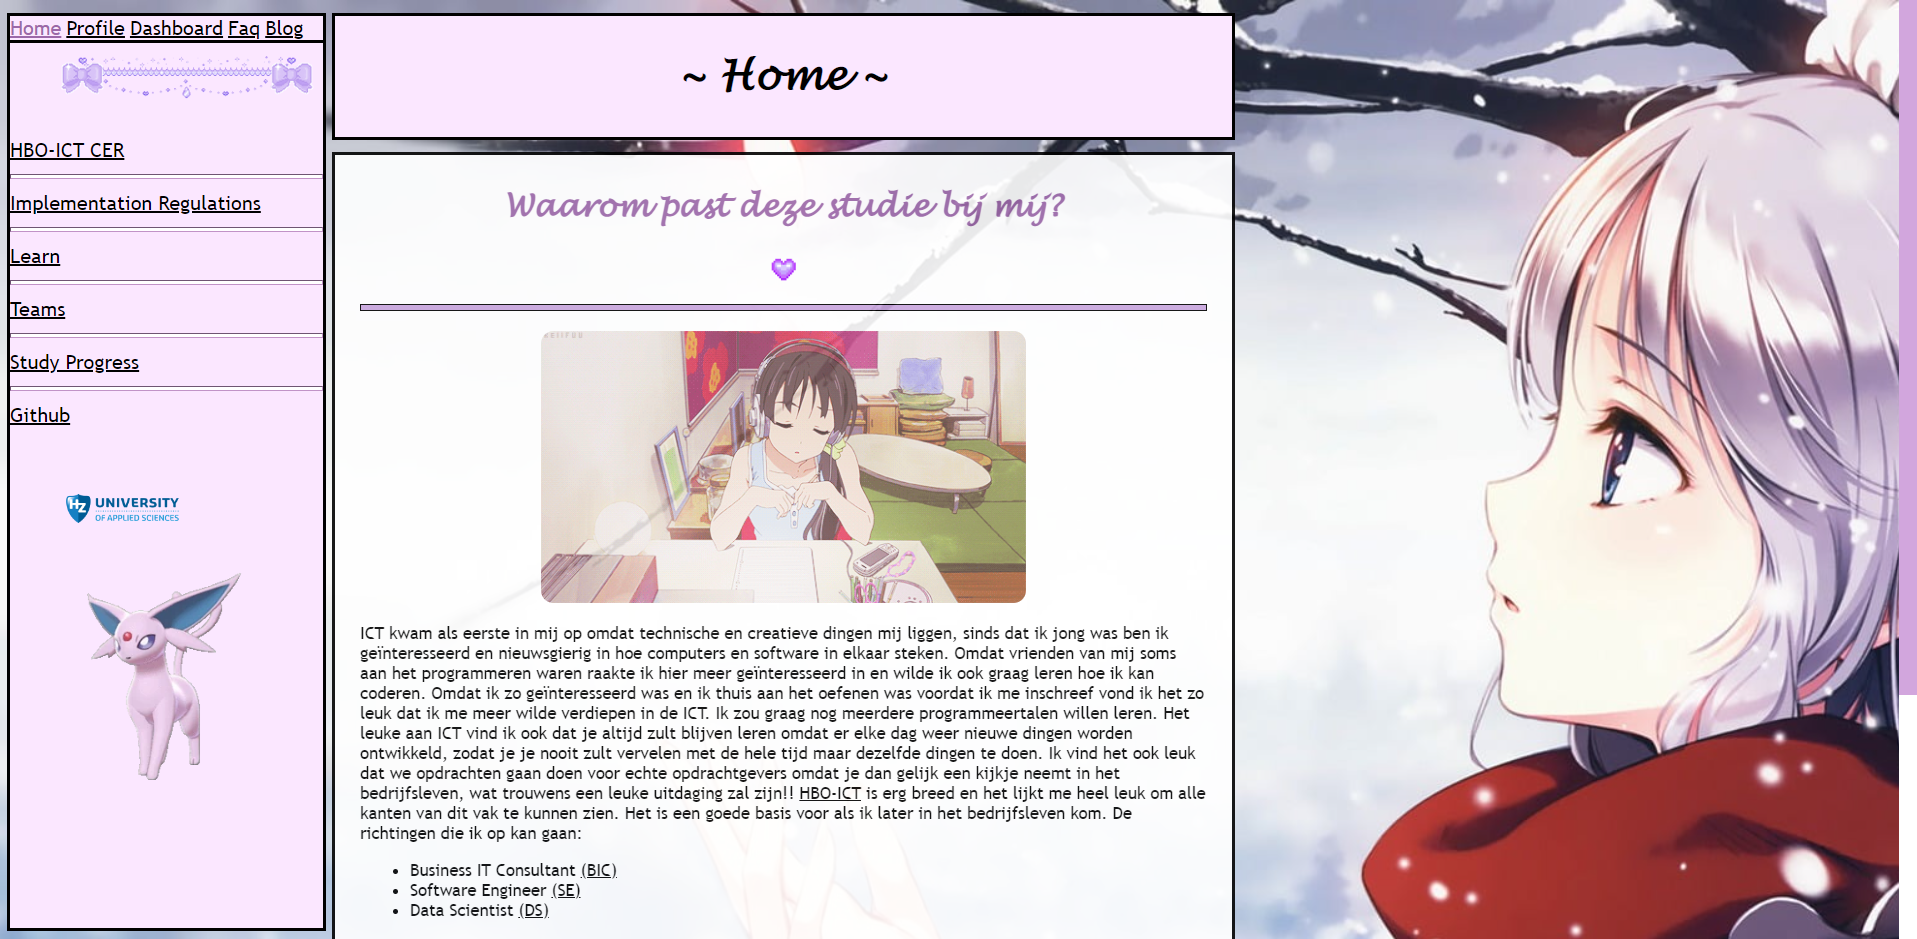 Home Profile Dashboard Faq Blog
HBO-ICT CER
Implementation Regulations
Learn
Teams
Study Progress
Github
HZ UNIVERSITY
OF APPLIED SCIENCES
~ Home ~
Waarom past deze studie bij mij?
ICT kwam als eerste in mij op omdat technische en creatieve dingen mij liggen, sinds dat ik jong was ben ik
geïnteresseerd en nieuwsgierig in hoe computers en software in elkaar steken. Omdat vrienden van mij soms
aan het programmeren waren raakte ik hier meer geïnteresseerd in en wilde ik ook graag leren hoe ik kan
coderen. Omdat ik zo geïnteresseerd was en ik thuis aan het oefenen was voordat ik me inschreef vond ik het zo
leuk dat ik me meer wilde verdiepen in de ICT. Ik zou graag nog meerdere programmeertalen willen leren. Het
leuke aan ICT vind ik ook dat je altijd zult blijven leren omdat er elke dag weer nieuwe dingen worden
ontwikkeld, zodat je je nooit zult vervelen met de hele tijd maar dezelfde dingen te doen. Ik vind het ook leuk
dat we opdrachten gaan doen voor echte opdrachtgevers omdat je dan gelijk een kijkje neemt in het
bedrijfsleven, wat trouwens een leuke uitdaging zal zijn!! HBO-ICT is erg breed en het lijkt me heel leuk om alle
kanten van dit vak te kunnen zien. Het is een goede basis voor als ik later in het bedrijfsleven kom. De
richtingen die ik op kan gaan:
• Business IT Consultant (BIC)
• Software Engineer (SE)
• Data Scientist (DS)